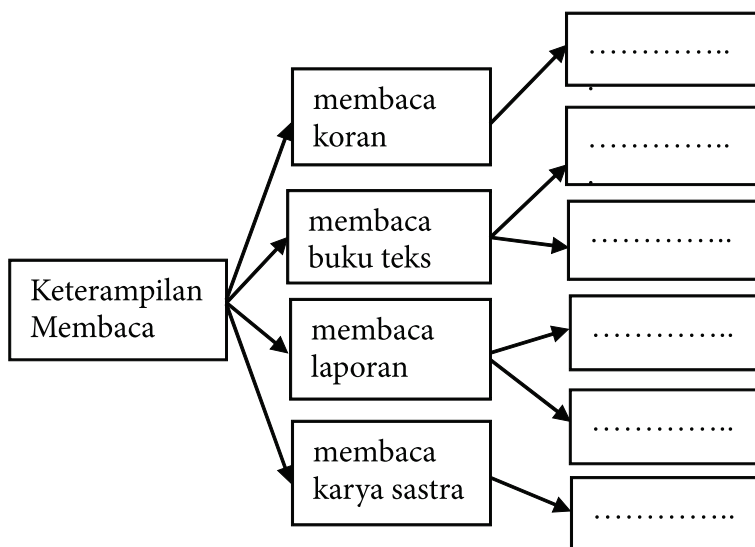 Keterampilan
Membaca
membaca
koran
membaca
buku teks
membaca
laporan
membaca
karya sastra
..............
.
..............
.
..............
..............
..............
..............